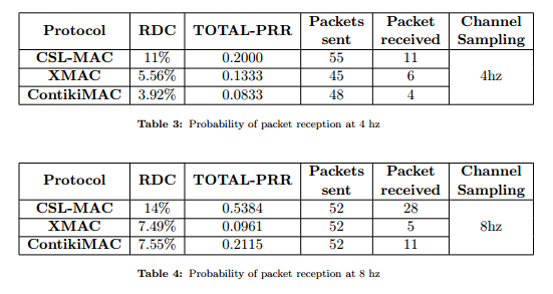 Protocol RDC TOTAL-PRR Packets sent Packet received Channel Sampling
CSL-MAC 11% 0.2000 55 11 4hz
XMAC 5.56% 0.1333 45 6
ContikiMAC 3.92% 0.0833 48 4
Table 3: Probability of packet reception at 4 hz
Protocol RDC TOTAL-PRR Packets sent Packet received Channel Sampling
CSL-MAC 14% 0.5384 52 28 8hz
XMAC 7.49% 0.0961 52 5
ContikiMAC 7.55% 0.2115 52 11
Table 4: Probability of packet reception at 8 hz